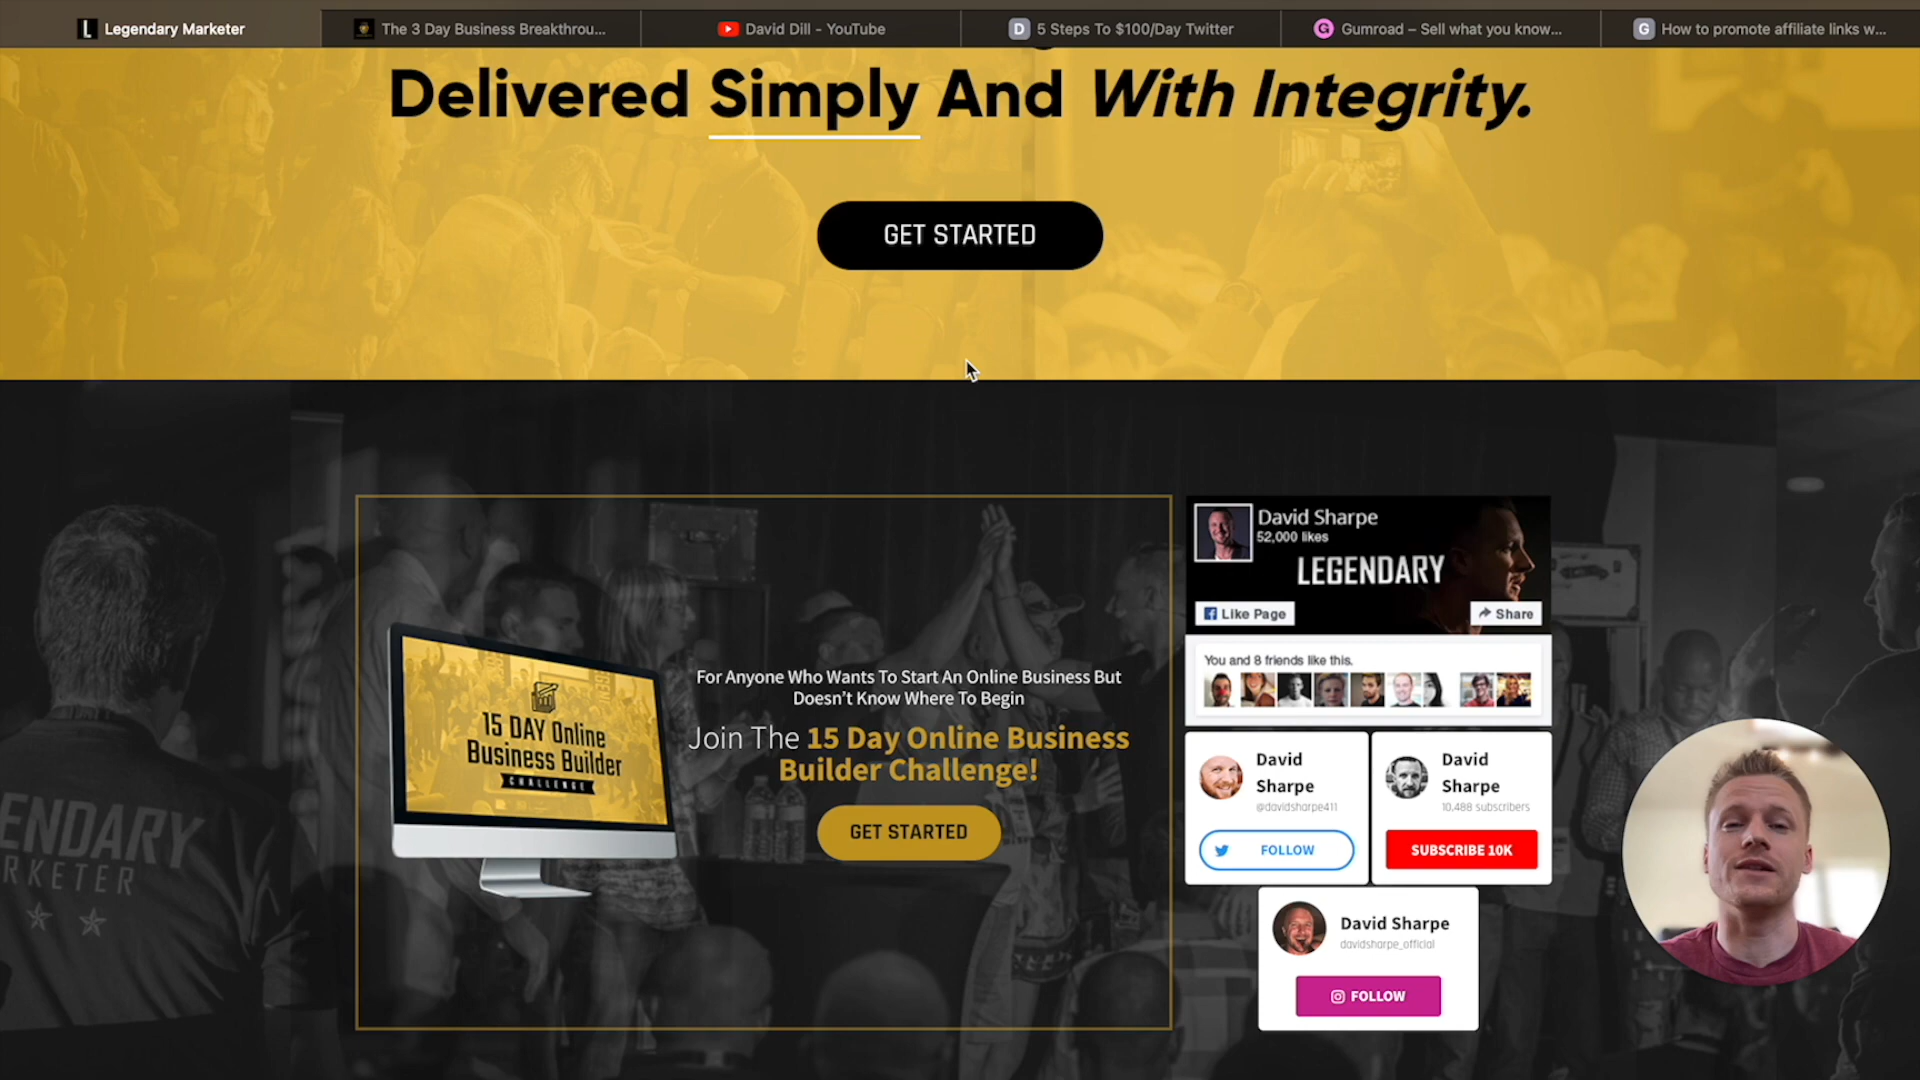 Legendary Marketer
The 3 Day Business Breakthrou...
David Dill - YouTube
D 5 Steps To $100/Day Twitter
G Gumroad – Sell what you know...
G How to promote affiliate links w...
Delivered Simply And With Integrity.
GET STARTED
David Sharpe
52,000 likes
LEGENDARY
Like Page
Share
You and 8 friends like this.
For Anyone Who Wants To Start An Online Business But
Doesn't Know Where To Begin
Join The 15 Day Online Business
Builder Challenge!
GET STARTED
15 DAY Online
Business Builder
CHALLENGE
David
Sharpe
@davidsharpe411
FOLLOW
David
Sharpe
10,488 subscribers
SUBSCRIBE 10K
David Sharpe
davidsharpe_official
FOLLOW
ENDARY
RKETER